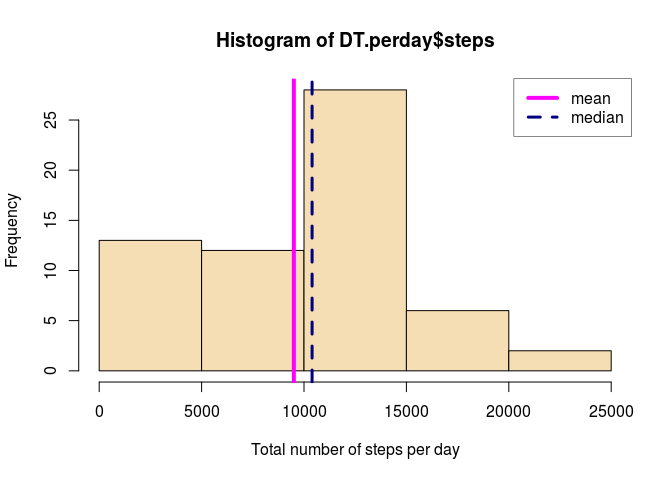 Histogram of DT.perday$steps
mean
median
Frequency
25
20
15
10
5
0
0 5000 10000 15000 20000 25000
Total number of steps per day